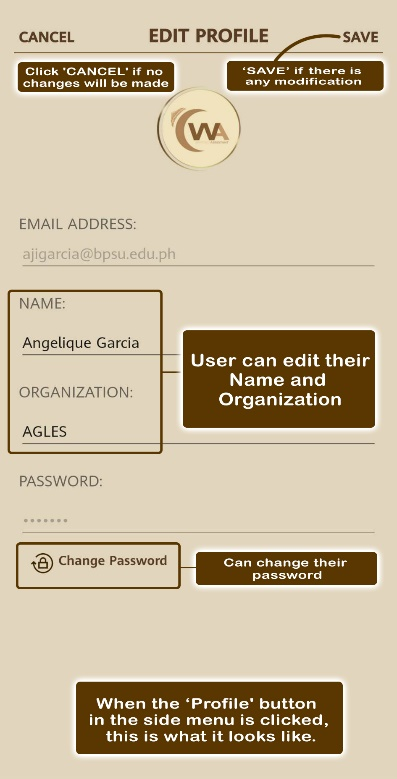 CANCEL
EDIT PROFILE
SAVE
Click 'CANCEL' if no
changes will be made
‘SAVE’ if there is
any modification
WA
EMAIL ADDRESS:
ajigarcia@bpsu.edu.ph
NAME:
Angelique Garcia
User can edit their
Name and
Organization
ORGANIZATION:
AGLES
PASSWORD:
•••••••
Change Password
Can change their
password
When the ‘Profile' button
in the side menu is clicked,
this is what it looks like.